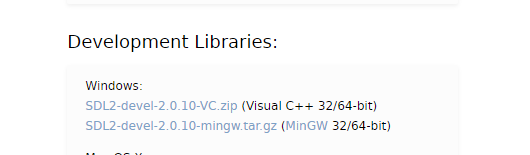 Development Libraries:
Windows:
SDL2-devel-2.0.10-VC.zip (Visual C++ 32/64-bit)
SDL2-devel-2.0.10-mingw.tar.gz (MinGW 32/64-bit)